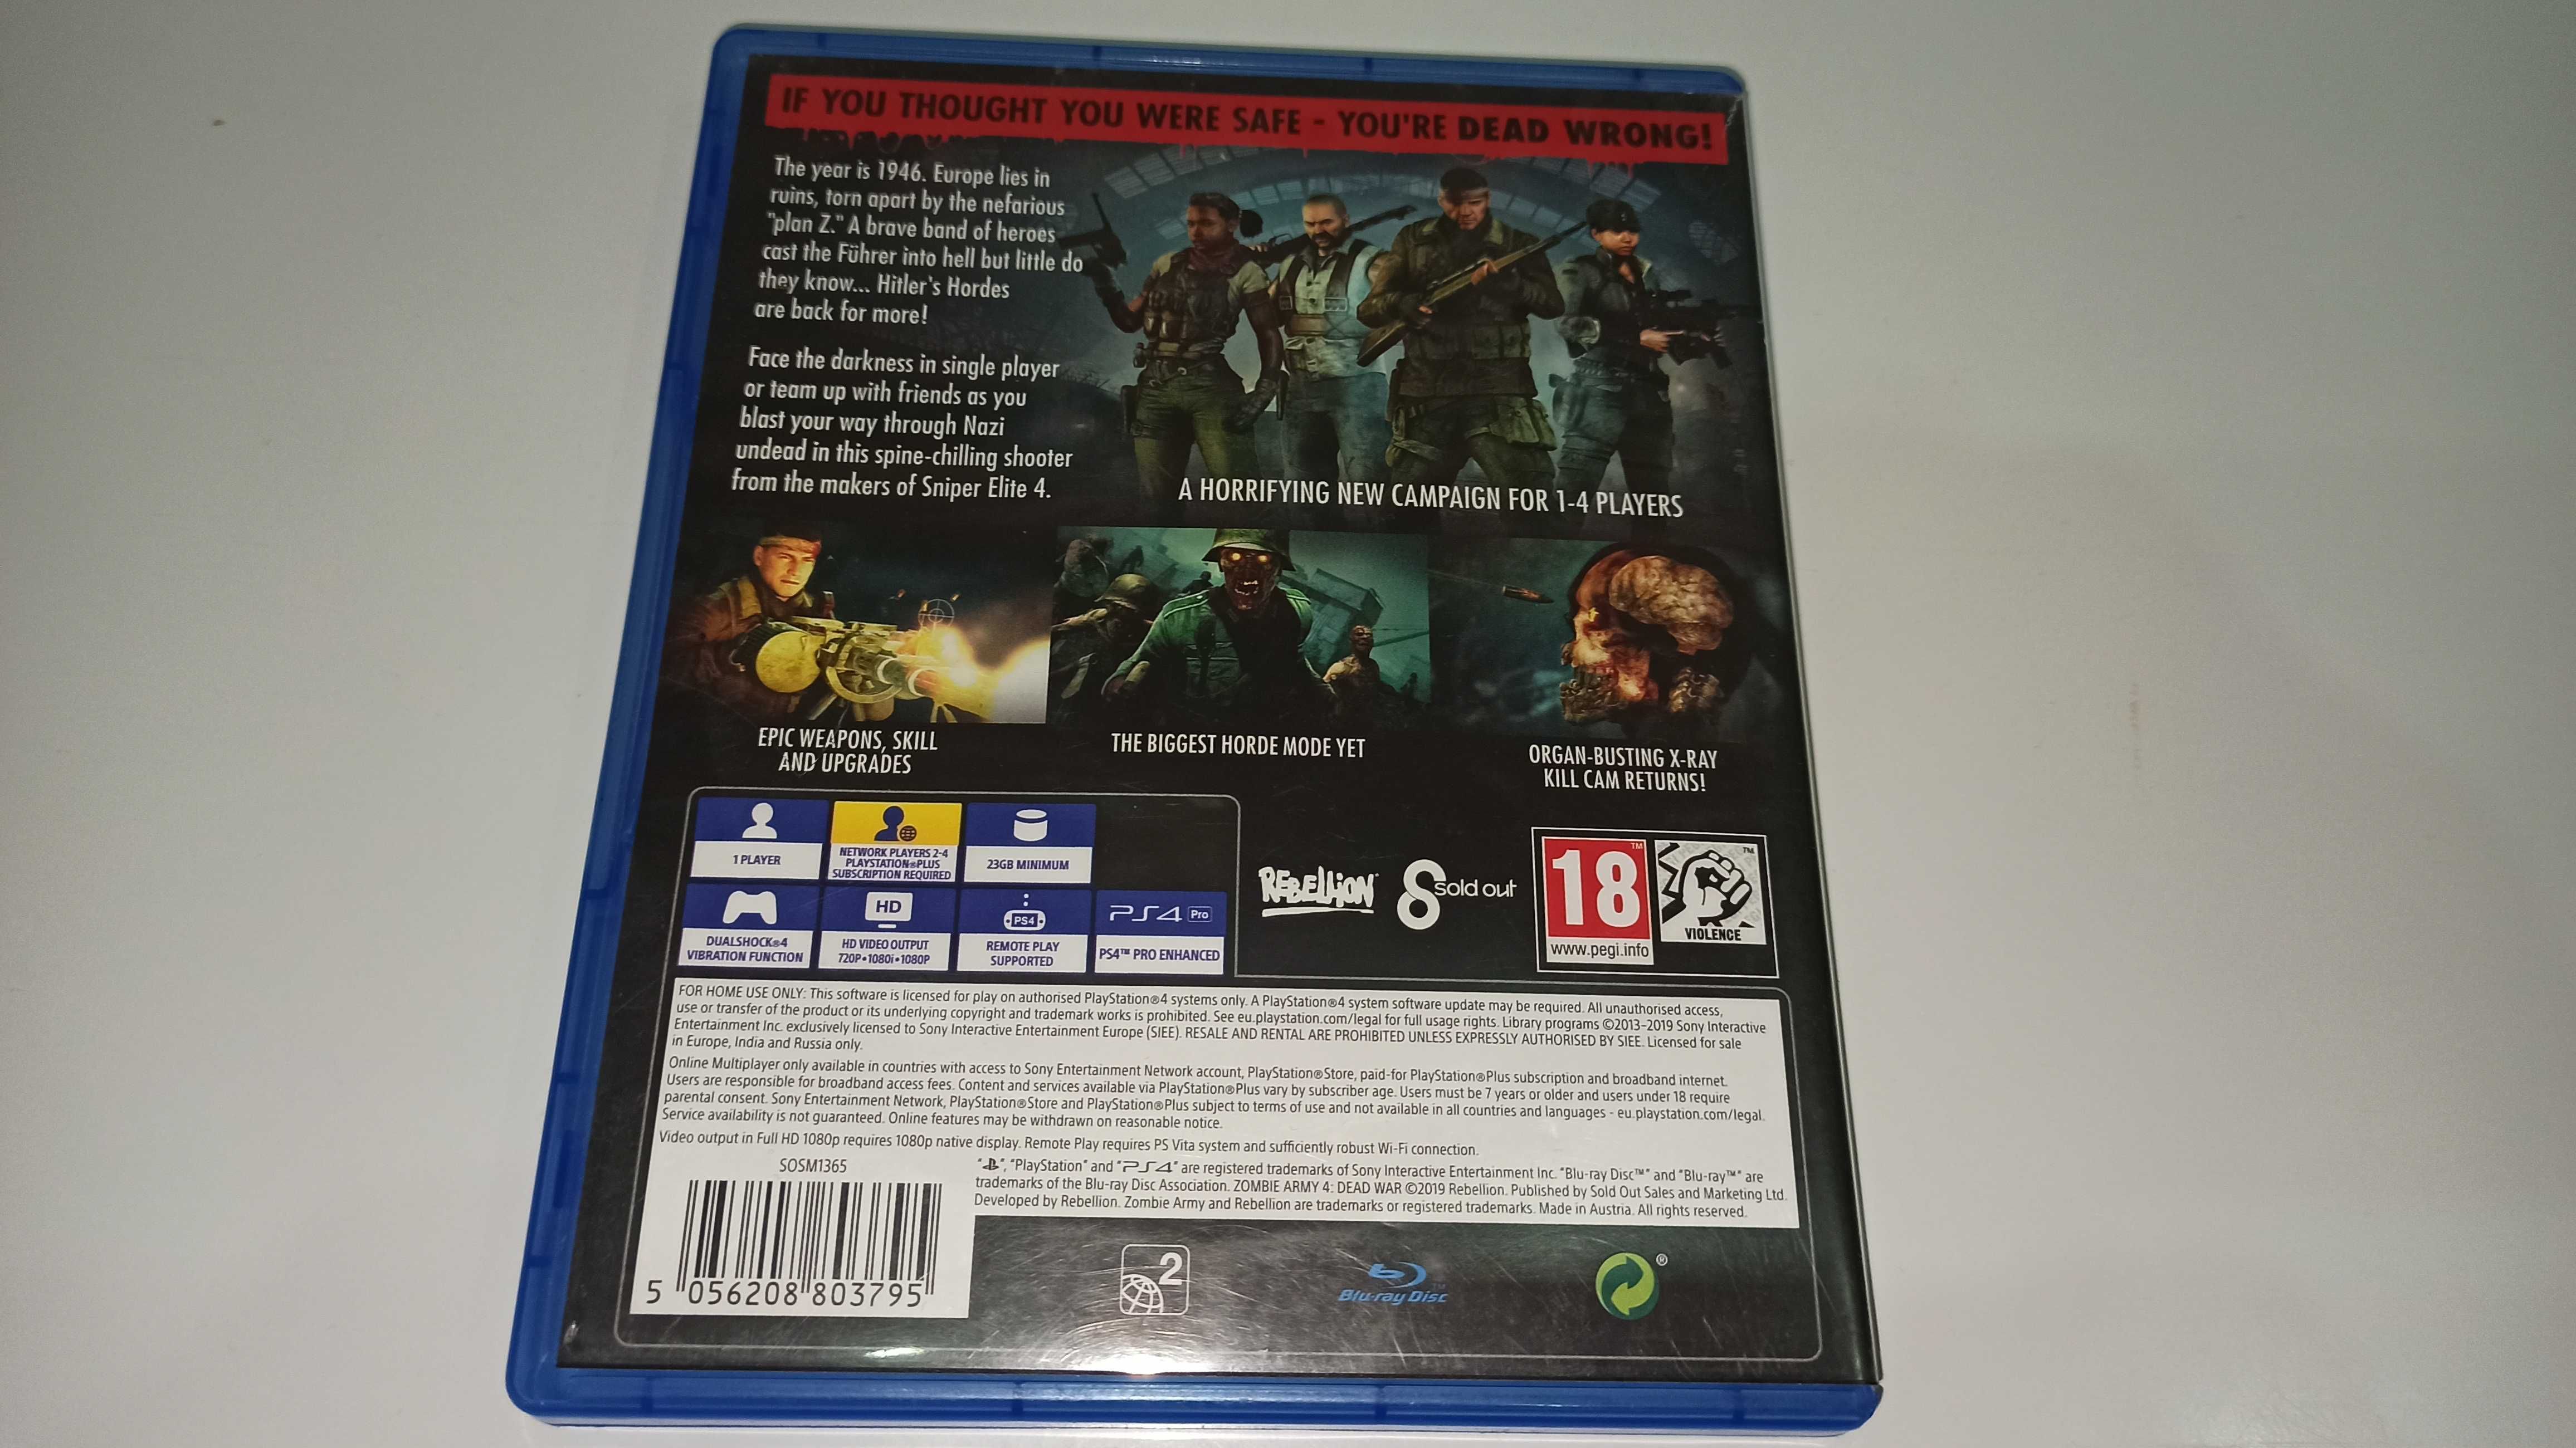 IF YOU THOUGHT YOU WERE SAFE - YOU'RE DEAD WRONG!
The year is 1946. Europe lies in
ruins, torn apart by the nefarious
"plan Z." A brave band of heroes
cast the Führer into hell but little do
they know... Hitler's Hordes
are back for more!
Face the darkness in single player
or team up with friends as you
blast your way through Nazi
undead in this spine-chilling shooter
from the makers of Sniper Elite 4.
A HORRIFYING NEW CAMPAIGN FOR 1-4 PLAYERS
EPIC WEAPONS, SKILL
AND UPGRADES
THE BIGGEST HORDE MODE YET
ORGAN-BUSTING X-RAY
KILL CAM RETURNS!
1 PLAYER
NETWORK PLAYERS 2-4
PLAYSTATION®PLUS
SUBSCRIPTION REQUIRED
23GB MINIMUM
DUALSHOCK®4
VIBRATION FUNCTION
HD
HD VIDEO OUTPUT
720P•1080i•1080P
PS4
REMOTE PLAY
SUPPORTED
PS4 Pro
PS4™ PRO ENHANCED
REBELLION
sold out
18™
www.pegi.info
™
VIOLENCE
FOR HOME USE ONLY: This software is licensed for play on authorised PlayStation®4 systems only. A PlayStation®4 system software update may be required. All unauthorised access,
use or transfer of the product or its underlying copyright and trademark works is prohibited. See eu.playstation.com/legal for full usage rights. Library programs ©2013-2019 Sony Interactive
Entertainment Inc. exclusively licensed to Sony Interactive Entertainment Europe (SIEE). RESALE AND RENTAL ARE PROHIBITED UNLESS EXPRESSLY AUTHORISED BY SIEE. Licensed for sale
in Europe, India and Russia only.
Online Multiplayer only available in countries with access to Sony Entertainment Network account, PlayStation®Store, paid-for PlayStation®Plus subscription and broadband internet.
Users are responsible for broadband access fees. Content and services available via PlayStation®Plus vary by subscriber age. Users must be 7 years or older and users under 18 require
parental consent. Sony Entertainment Network, PlayStation®Store and PlayStation®Plus subject to terms of use and not available in all countries and languages - eu.playstation.com/legal.
Service availability is not guaranteed. Online features may be withdrawn on reasonable notice.
Video output in Full HD 1080p requires 1080p native display. Remote Play requires PS Vita system and sufficiently robust Wi-Fi connection.
SOSM1365
"", "PlayStation" and "PS4" are registered trademarks of Sony Interactive Entertainment Inc. "Blu-ray Disc™" and "Blu-ray™" are
trademarks of the Blu-ray Disc Association. ZOMBIE ARMY 4: DEAD WAR ©2019 Rebellion. Published by Sold Out Sales and Marketing Ltd.
Developed by Rebellion. Zombie Army and Rebellion are trademarks or registered trademarks. Made in Austria. All rights reserved.
5 056208 803795
2
Blu-ray Disc™
®